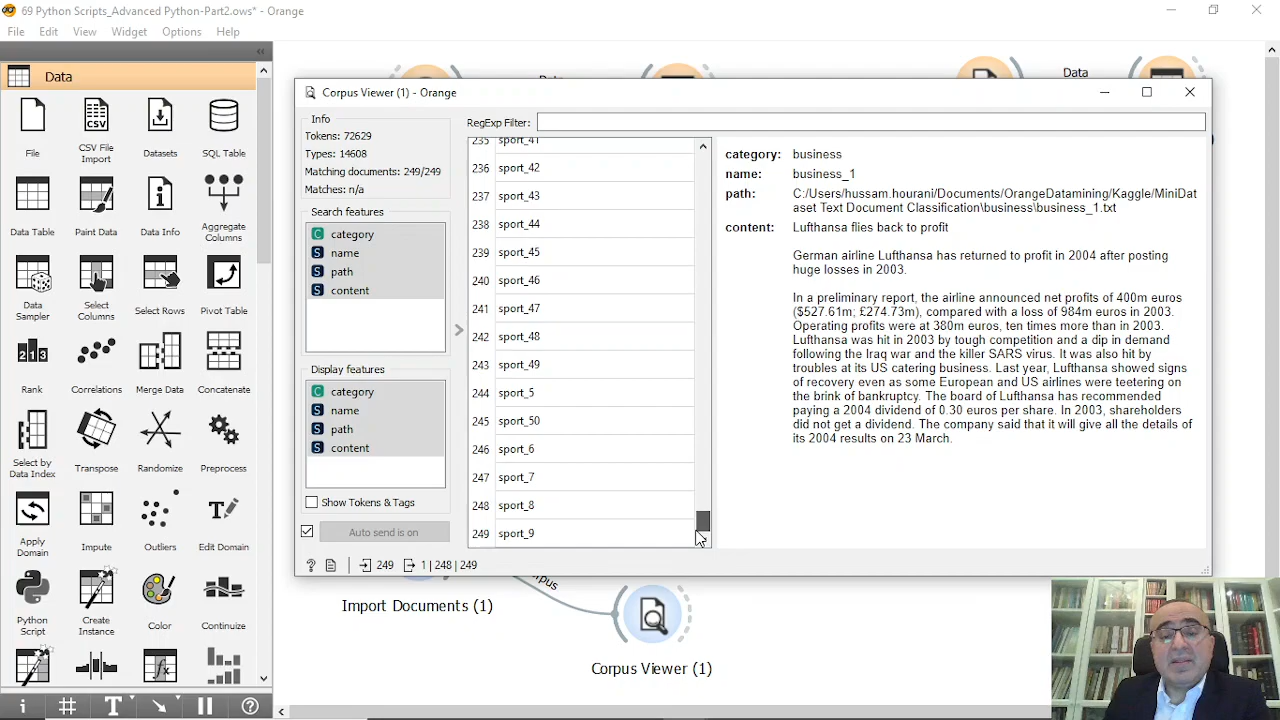 69 Python Scripts_Advanced Python-Part2.ows* - Orange
File Edit View Widget Options Help
Data
File
CSV File Import
Datasets
SQL Table
Data Table
Paint Data
Data Info
Aggregate Columns
Data Sampler
Select Columns
Select Rows
Pivot Table
Rank
Correlations
Merge Data
Concatenate
Select by Data Index
Transpose
Randomize
Preprocess
Apply Domain
Impute
Outliers
Edit Domain
Python Script
Create Instance
Color
Continuize
Data
Corpus Viewer (1) - Orange
Info
Tokens: 72629
Types: 14608
Matching documents: 249/249
Matches: n/a
Search features
C category
S name
S path
S content
Display features
C category
S name
S path
S content
Show Tokens & Tags
Auto send is on
? 249 1 | 248 | 249
RegExp Filter:
235 sport_41
236 sport_42
237 sport_43
238 sport_44
239 sport_45
240 sport_46
241 sport_47
242 sport_48
243 sport_49
244 sport_5
245 sport_50
246 sport_6
247 sport_7
248 sport_8
249 sport_9
category: business
name: business_1
path: C:/Users/hussam.hourani/Documents/OrangeDatamining/Kaggle/MiniDat
aset Text Document Classification\business\business_1.txt
content: Lufthansa flies back to profit
German airline Lufthansa has returned to profit in 2004 after posting
huge losses in 2003.
In a preliminary report, the airline announced net profits of 400m euros
($527.61m; £274.73m), compared with a loss of 984m euros in 2003.
Operating profits were at 380m euros, ten times more than in 2003.
Lufthansa was hit in 2003 by tough competition and a dip in demand
following the Iraq war and the killer SARS virus. It was also hit by
troubles at its US catering business. Last year, Lufthansa showed signs
of recovery even as some European and US airlines were teetering on
the brink of bankruptcy. The board of Lufthansa has recommended
paying a 2004 dividend of 0.30 euros per share. In 2003, shareholders
did not get a dividend. The company said that it will give all the details of
its 2004 results on 23 March.
Import Documents (1)
Corpus Viewer (1)